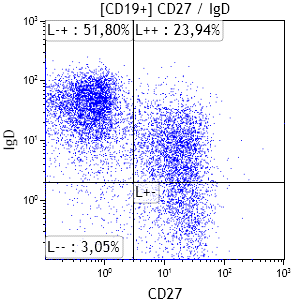 [CD19+] CD27 / IgD
L-+ : 51,80%
L++ : 23,94%
L+-
L-- : 3,05%
10³
10²
10¹
10⁰
IgD
10⁰
10¹
10²
10³
CD27